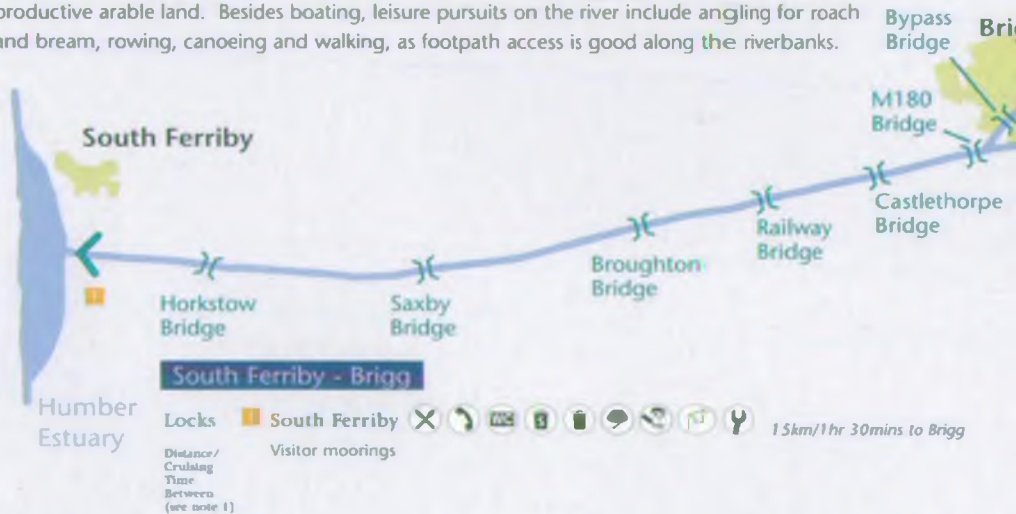 productive arable land. Besides boating, leisure pursuits on the river include angling for roach
and bream, rowing, canoeing and walking, as footpath access is good along the riverbanks.
Bypass
Bridge
Bri
M180
Bridge
South Ferriby
Castlethorpe
Bridge
Railway
Bridge
Broughton
Bridge
Horkstow
Bridge
Saxby
Bridge
South Ferriby - Brigg
Humber
Estuary
Locks
South Ferriby
15km/1hr 30mins to Brigg
Visitor moorings
Distance/
Cruising
Time
Between
(see note 1)